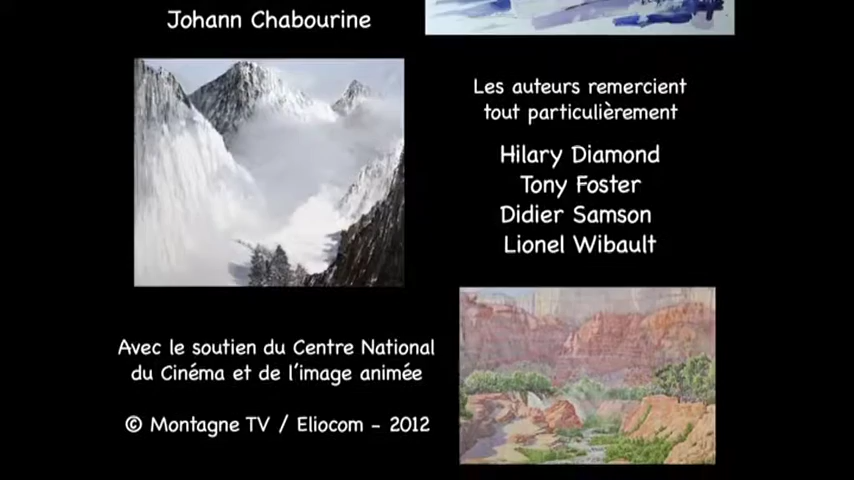 Johann Chabourine
Les auteurs remercient
tout particulièrement
Hilary Diamond
Tony Foster
Didier Samson
Lionel Wibault
Avec le soutien du Centre National
du Cinéma et de l'image animée
© Montagne TV / Eliocom - 2012